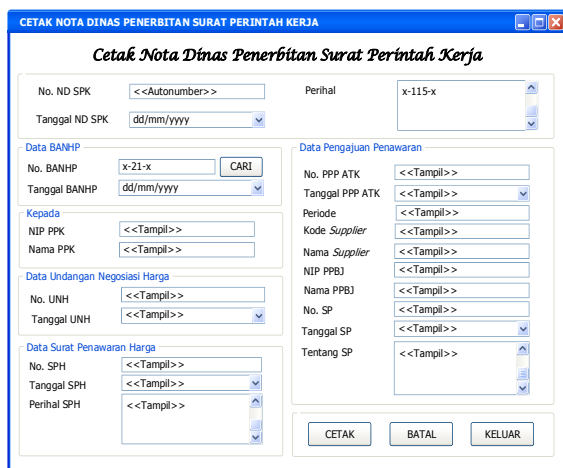 CETAK NOTA DINAS PENERBITAN SURAT PERINTAH KERJA
Cetak Nota Dinas Penerbitan Surat Perintah Kerja
No. ND SPK <<Autonumber>>
Tanggal ND SPK dd/mm/yyyy
Perihal x-115-x
Data BANHP
No. BANHP x-21-x CARI
Tanggal BANHP dd/mm/yyyy
Kepada
NIP PPK <<Tampil>>
Nama PPK <<Tampil>>
Data Undangan Negosiasi Harga
No. UNH <<Tampil>>
Tanggal UNH <<Tampil>>
Data Surat Penawaran Harga
No. SPH <<Tampil>>
Tanggal SPH <<Tampil>>
Perihal SPH <<Tampil>>
Data Pengajuan Penawaran
No. PPP ATK <<Tampil>>
Tanggal PPP ATK <<Tampil>>
Periode <<Tampil>>
Kode Supplier <<Tampil>>
Nama Supplier <<Tampil>>
NIP PPBJ <<Tampil>>
Nama PPBJ <<Tampil>>
No. SP <<Tampil>>
Tanggal SP <<Tampil>>
Tentang SP <<Tampil>>
CETAK BATAL KELUAR